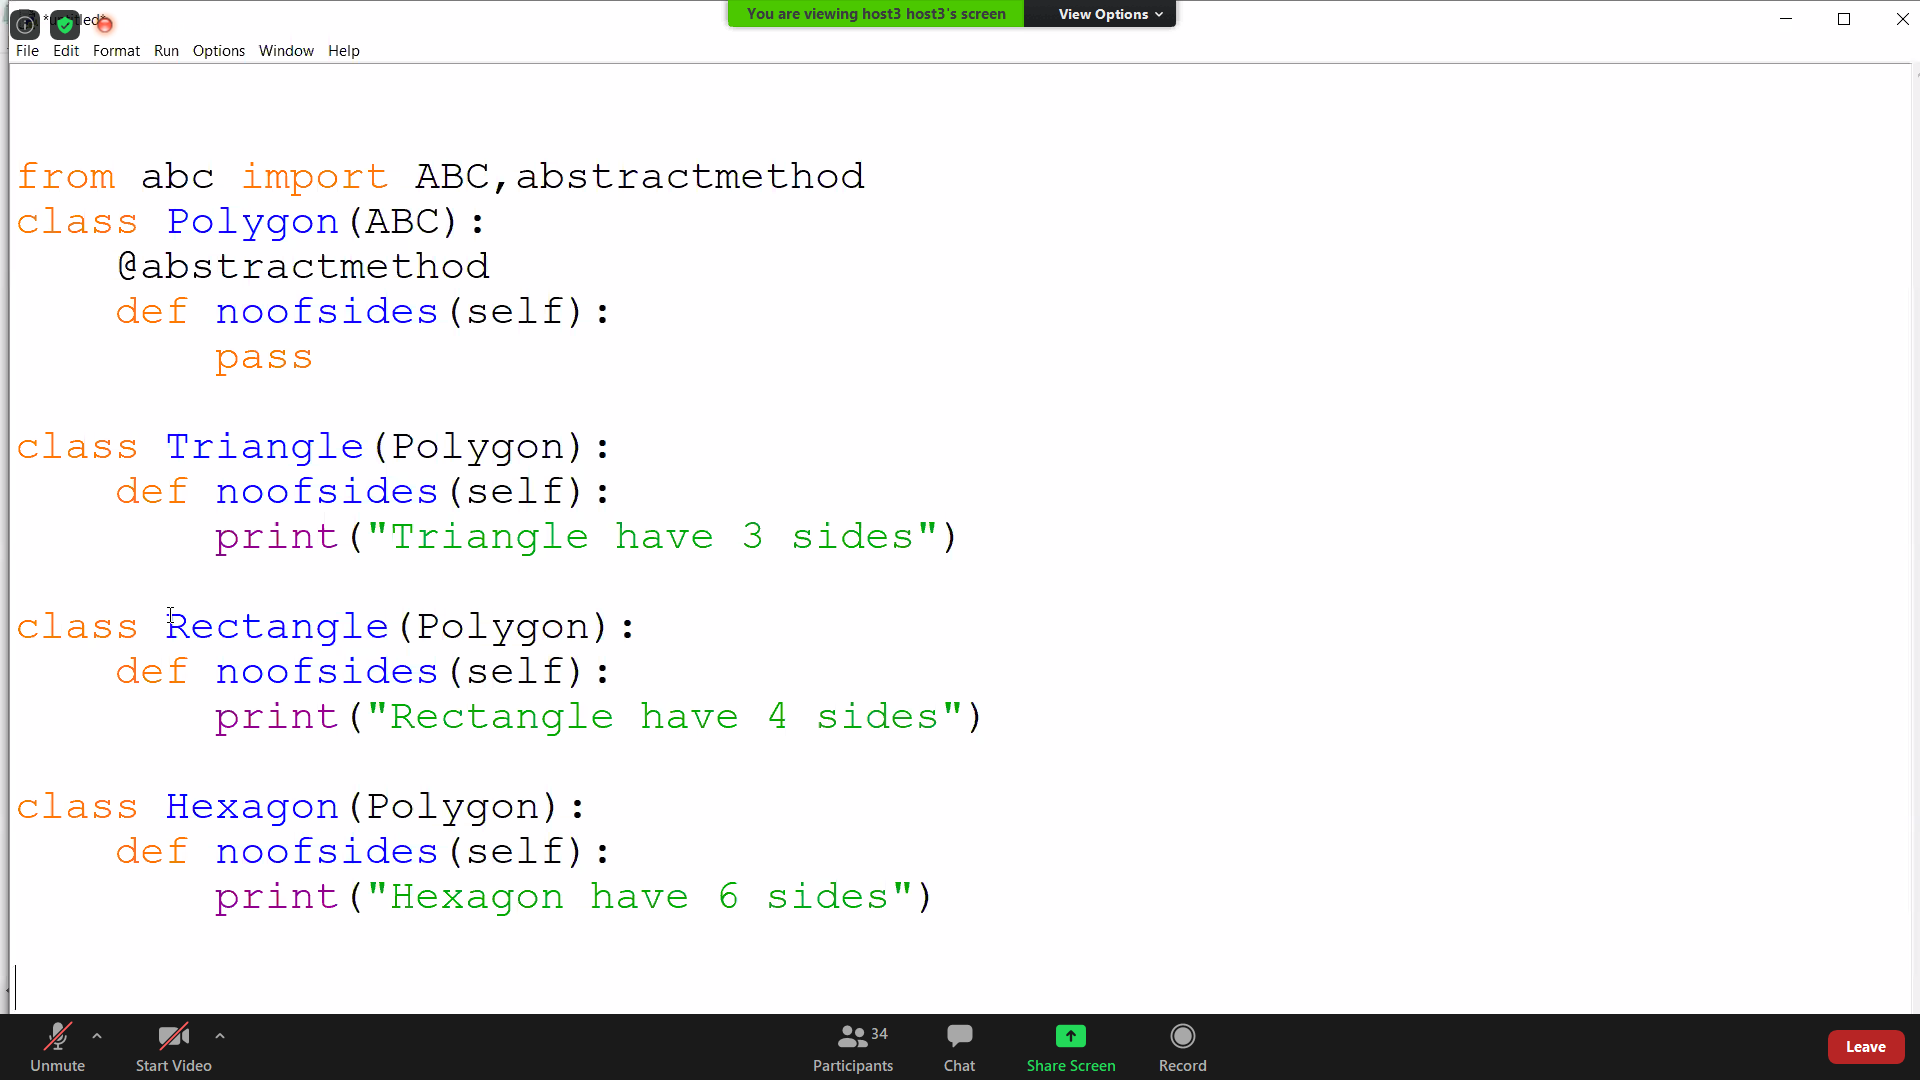 You are viewing host3 host3's screen View Options
File Edit Format Run Options Window Help
from abc import ABC,abstractmethod
class Polygon(ABC):
    @abstractmethod
    def noofsides(self):
        pass
class Triangle(Polygon):
    def noofsides(self):
        print("Triangle have 3 sides")
class Rectangle(Polygon):
    def noofsides(self):
        print("Rectangle have 4 sides")
class Hexagon(Polygon):
    def noofsides(self):
        print("Hexagon have 6 sides")
34
Unmute Start Video Participants Chat Share Screen Record Leave